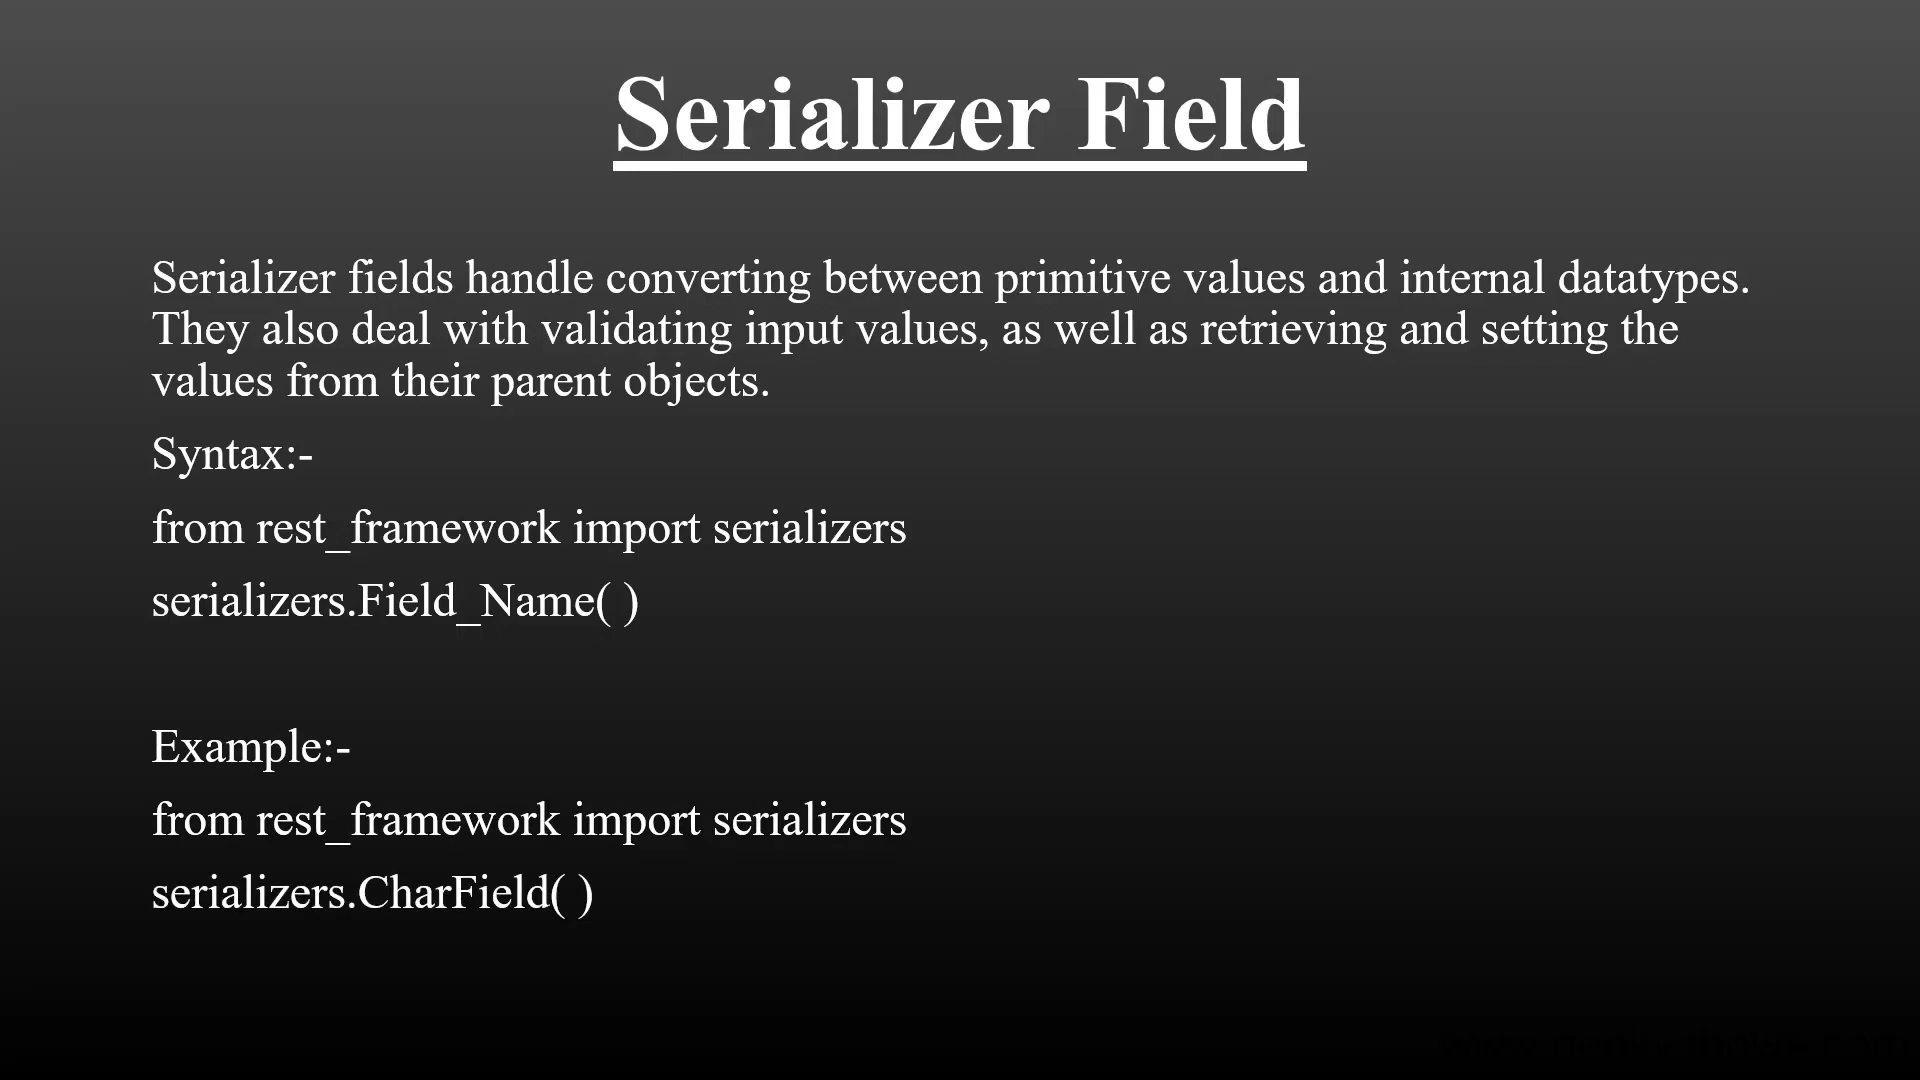 Serializer Field
Serializer fields handle converting between primitive values and internal datatypes.
They also deal with validating input values, as well as retrieving and setting the
values from their parent objects.
Syntax:-
from rest_framework import serializers
serializers.Field_Name( )
Example:-
from rest_framework import serializers
serializers.CharField( )